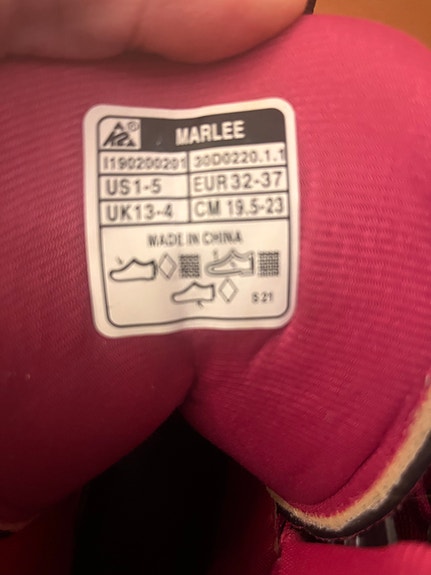 K2®
MARLEE
I190200201 30D0220.1.1
US1-5 EUR 32-37
UK13-4 CM 19.5-23
MADE IN CHINA
S 21